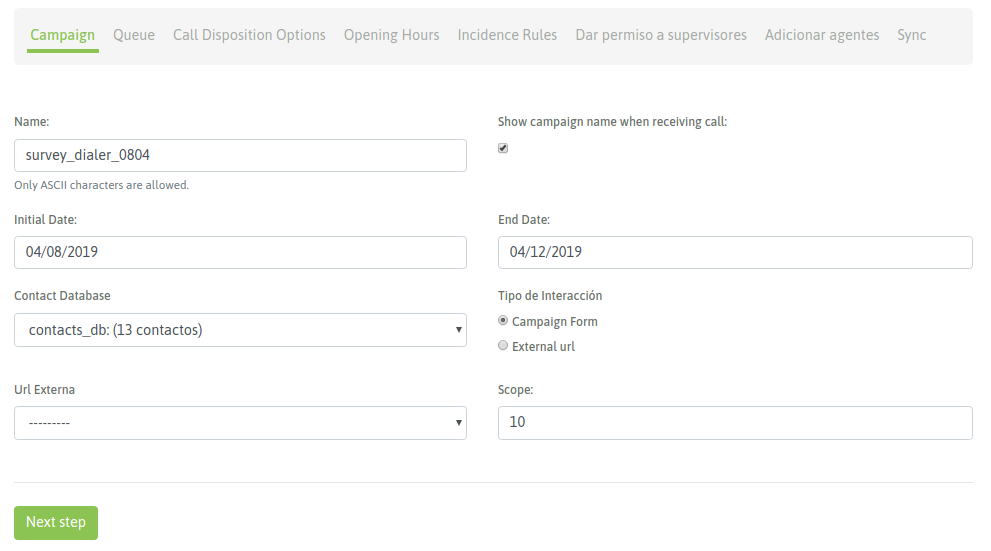 Campaign Queue Call Disposition Options Opening Hours Incidence Rules Dar permiso a supervisores Adicionar agentes Sync
Name:
survey_dialer_0804
Only ASCII characters are allowed.
Show campaign name when receiving call:
Initial Date:
04/08/2019
End Date:
04/12/2019
Contact Database
contacts_db: (13 contactos)
Tipo de Interacción
Campaign Form
External url
Url Externa
---------
Scope:
10
Next step